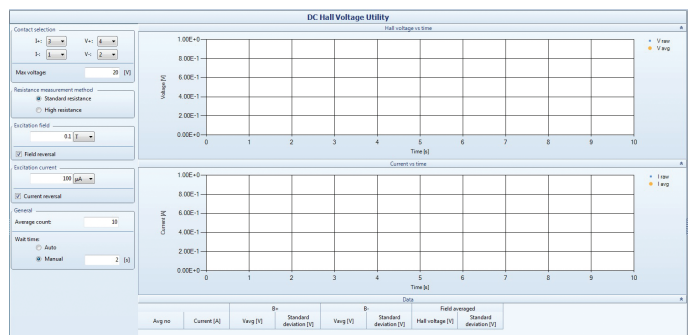 DC Hall Voltage Utility
Contact selection
I+: 3 V+: 4
I-: 1 V-: 2
Max voltage: 20 [V]
Resistance measurement method
Standard resistance
High resistance
Excitation field
0.1 T
Field reversal
Excitation current
100 µA
Current reversal
General
Average count: 10
Wait time:
Auto
Manual 2 [s]
Hall voltage vs time
Voltage [V]
1.00E+0
8.00E-1
6.00E-1
4.00E-1
2.00E-1
0.00E+0
0 1 2 3 4 5 6 7 8 9 10
Time [s]
V raw
V avg
Current vs time
Current [A]
1.00E+0
8.00E-1
6.00E-1
4.00E-1
2.00E-1
0.00E+0
0 1 2 3 4 5 6 7 8 9 10
Time [s]
I raw
I avg
Data
B+ B- Field averaged
Avg no Current [A] Vavg [V] Standard deviation [V] Vavg [V] Standard deviation [V] Hall voltage [V] Standard deviation [V]